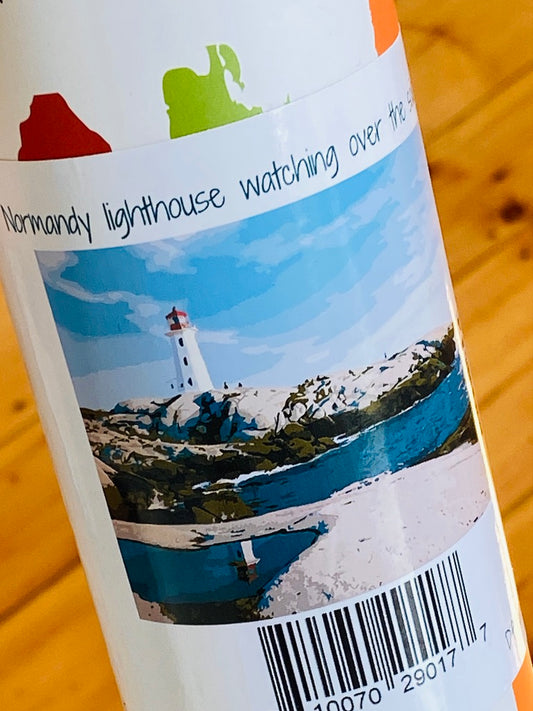 Normandy lighthouse watching over the
10070 29017 7